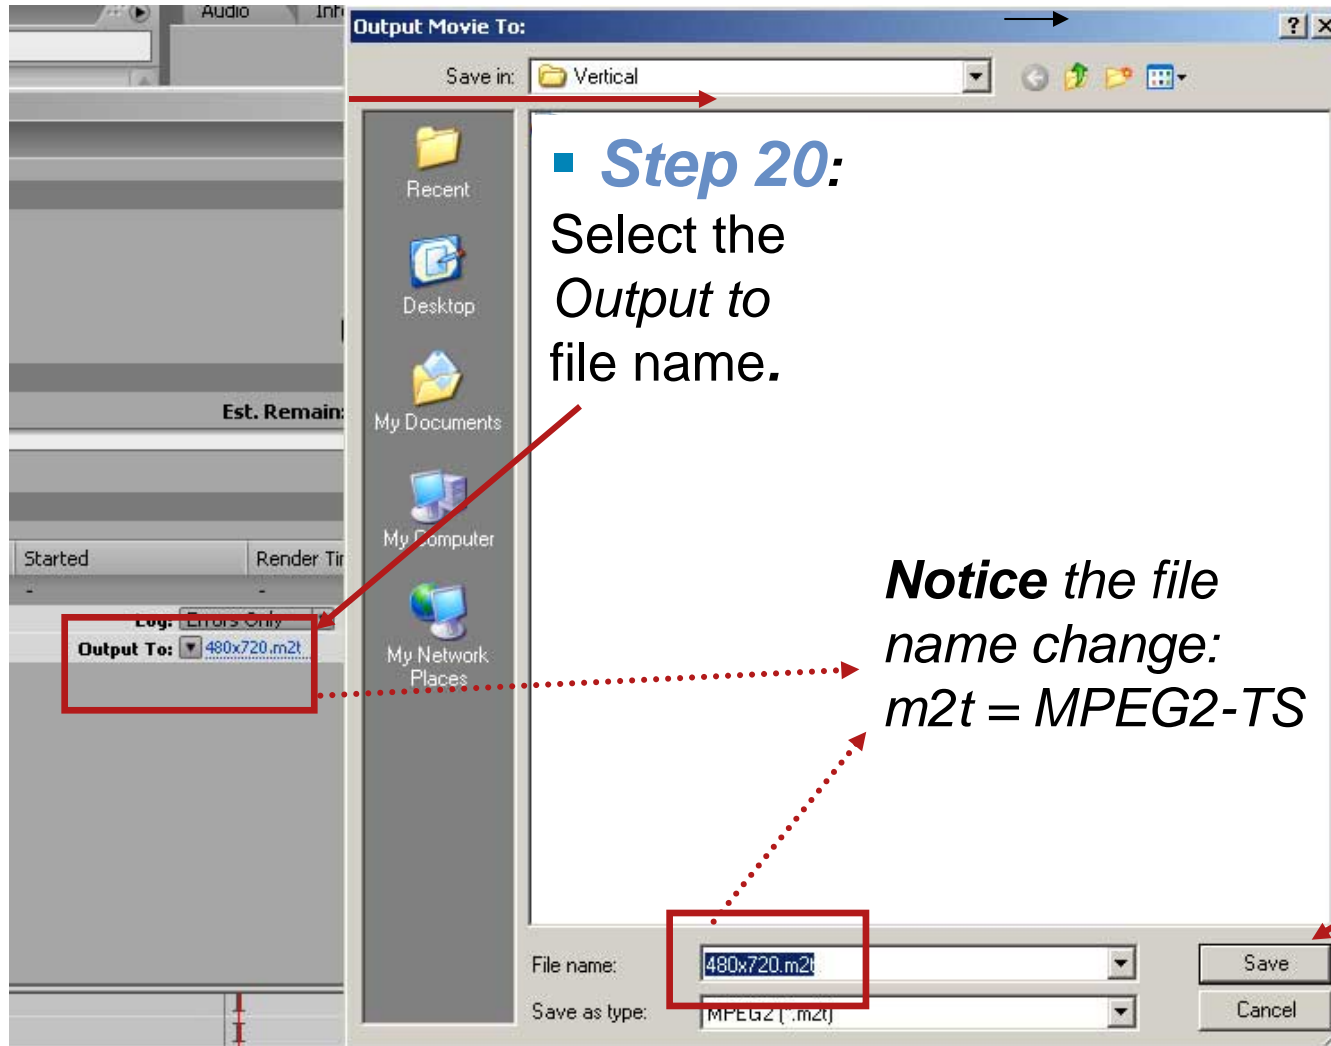 Audio
Output Movie To:
Save in:
Vertical
Recent
Desktop
My Documents
My Computer
My Network
Places
▪ Step 20:
Select the
Output to
file name.
Est. Remain:
Started
Render
Log: Errors Only
Output To: 480x720.m2t
Notice the file
name change:
m2t = MPEG2-TS
File name:
480x720.m2t
Save
Save as type:
MPEG2 (*.m2t)
Cancel